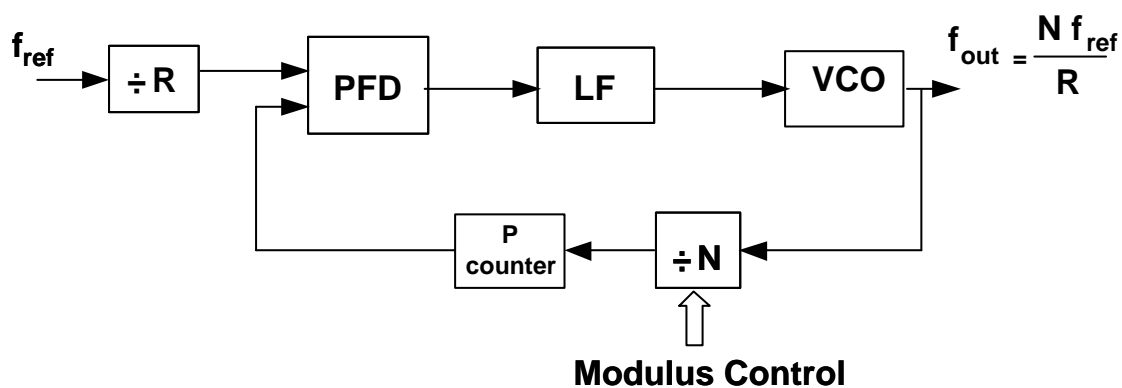 f_ref
÷ R
PFD
LF
VCO
f_out = N f_ref
R
P
counter
÷ N
Modulus Control